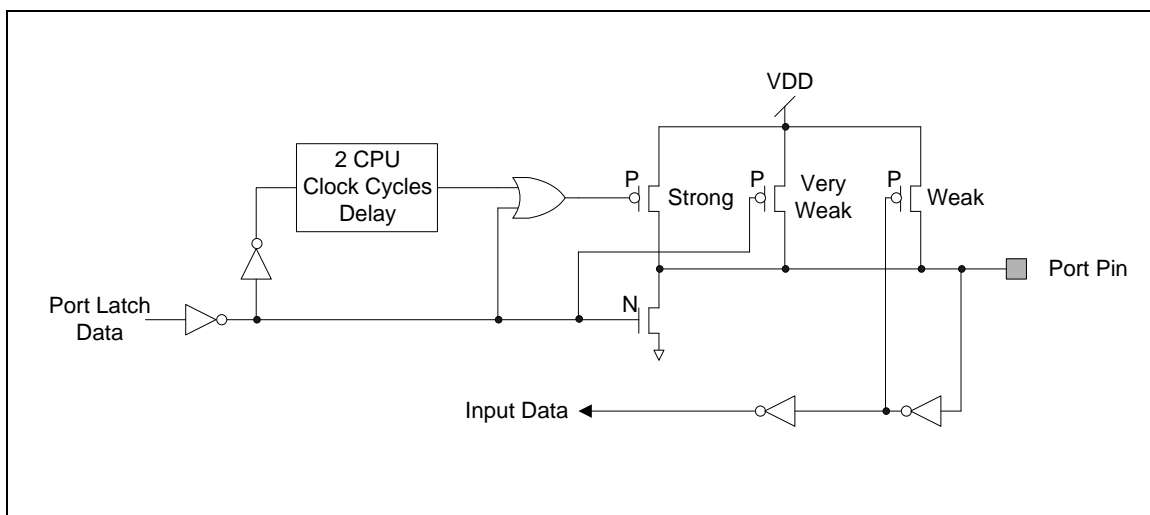 VDD
2 CPU
Clock Cycles
Delay
P
Strong
P
Very
Weak
P
Weak
Port Pin
Port Latch
Data
N
Input Data